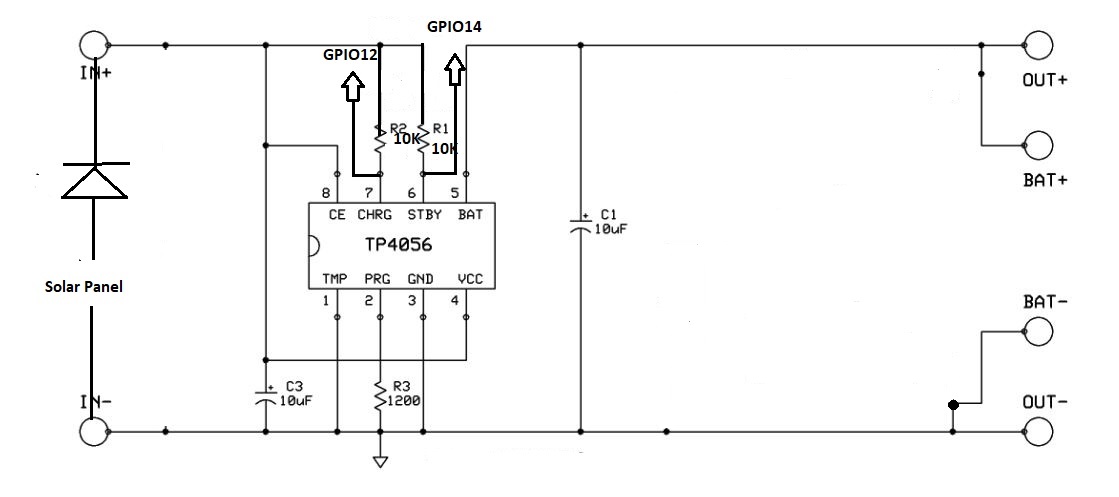 GPIO14
GPIO12
IN+
OUT+
R2
10K
R1
10K
BAT+
8 7 6 5
CE CHRG STBY BAT
C1
10uF
TP4056
Solar Panel
TMP PRG GND VCC
1 2 3 4
BAT-
C3
10uF
R3
1200
IN-
OUT-